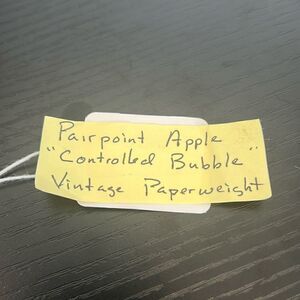 Pairpoint Apple
"Controlled Bubble"
Vintage Paperweight